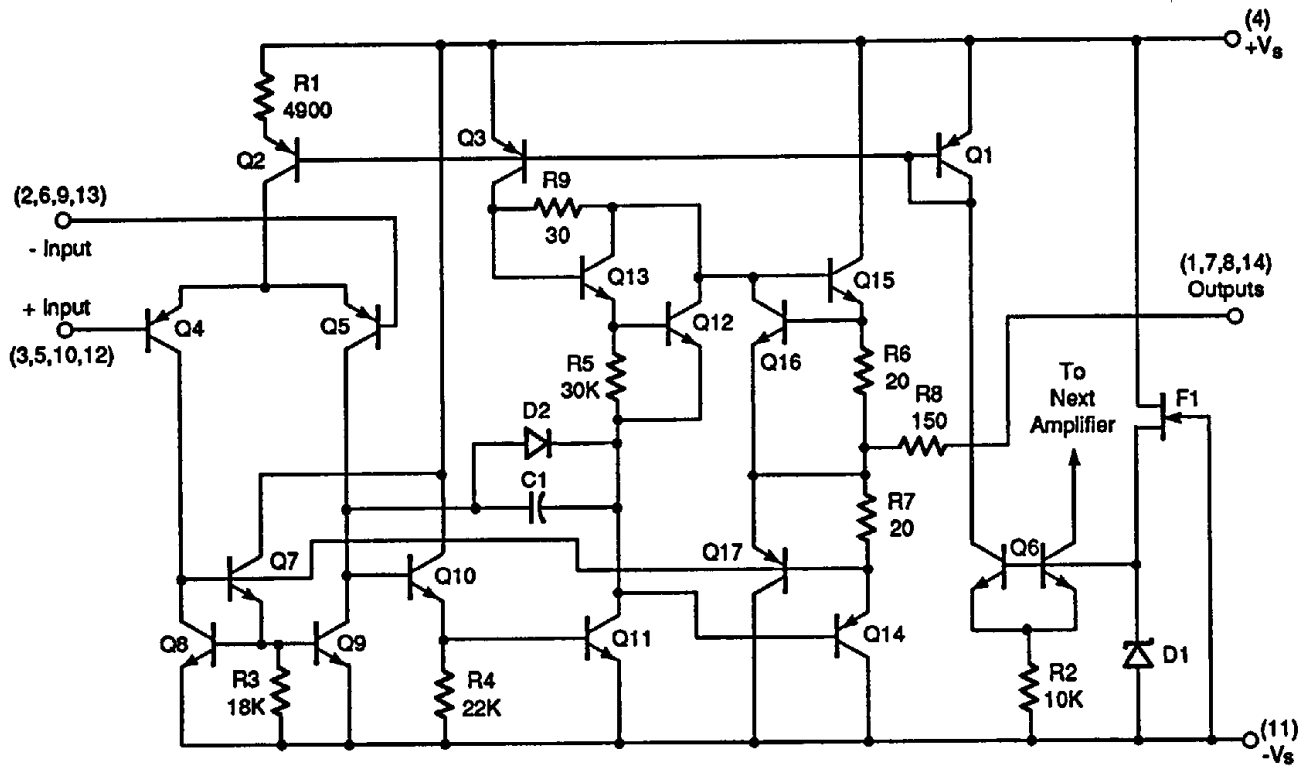 (4)
+Vs
R1
4900
Q2
Q3
Q1
R9
30
(2,6,9,13)
- Input
Q13
Q15
(1,7,8,14)
Outputs
+ Input
Q4
Q5
Q12
(3,5,10,12)
Q16
R5
30K
R6
20
R8
150
To
Next
Amplifier
F1
D2
C1
R7
20
Q7
Q10
Q17
Q6
Q8
Q9
Q11
Q14
R3
18K
R4
22K
R2
10K
D1
(11)
-Vs